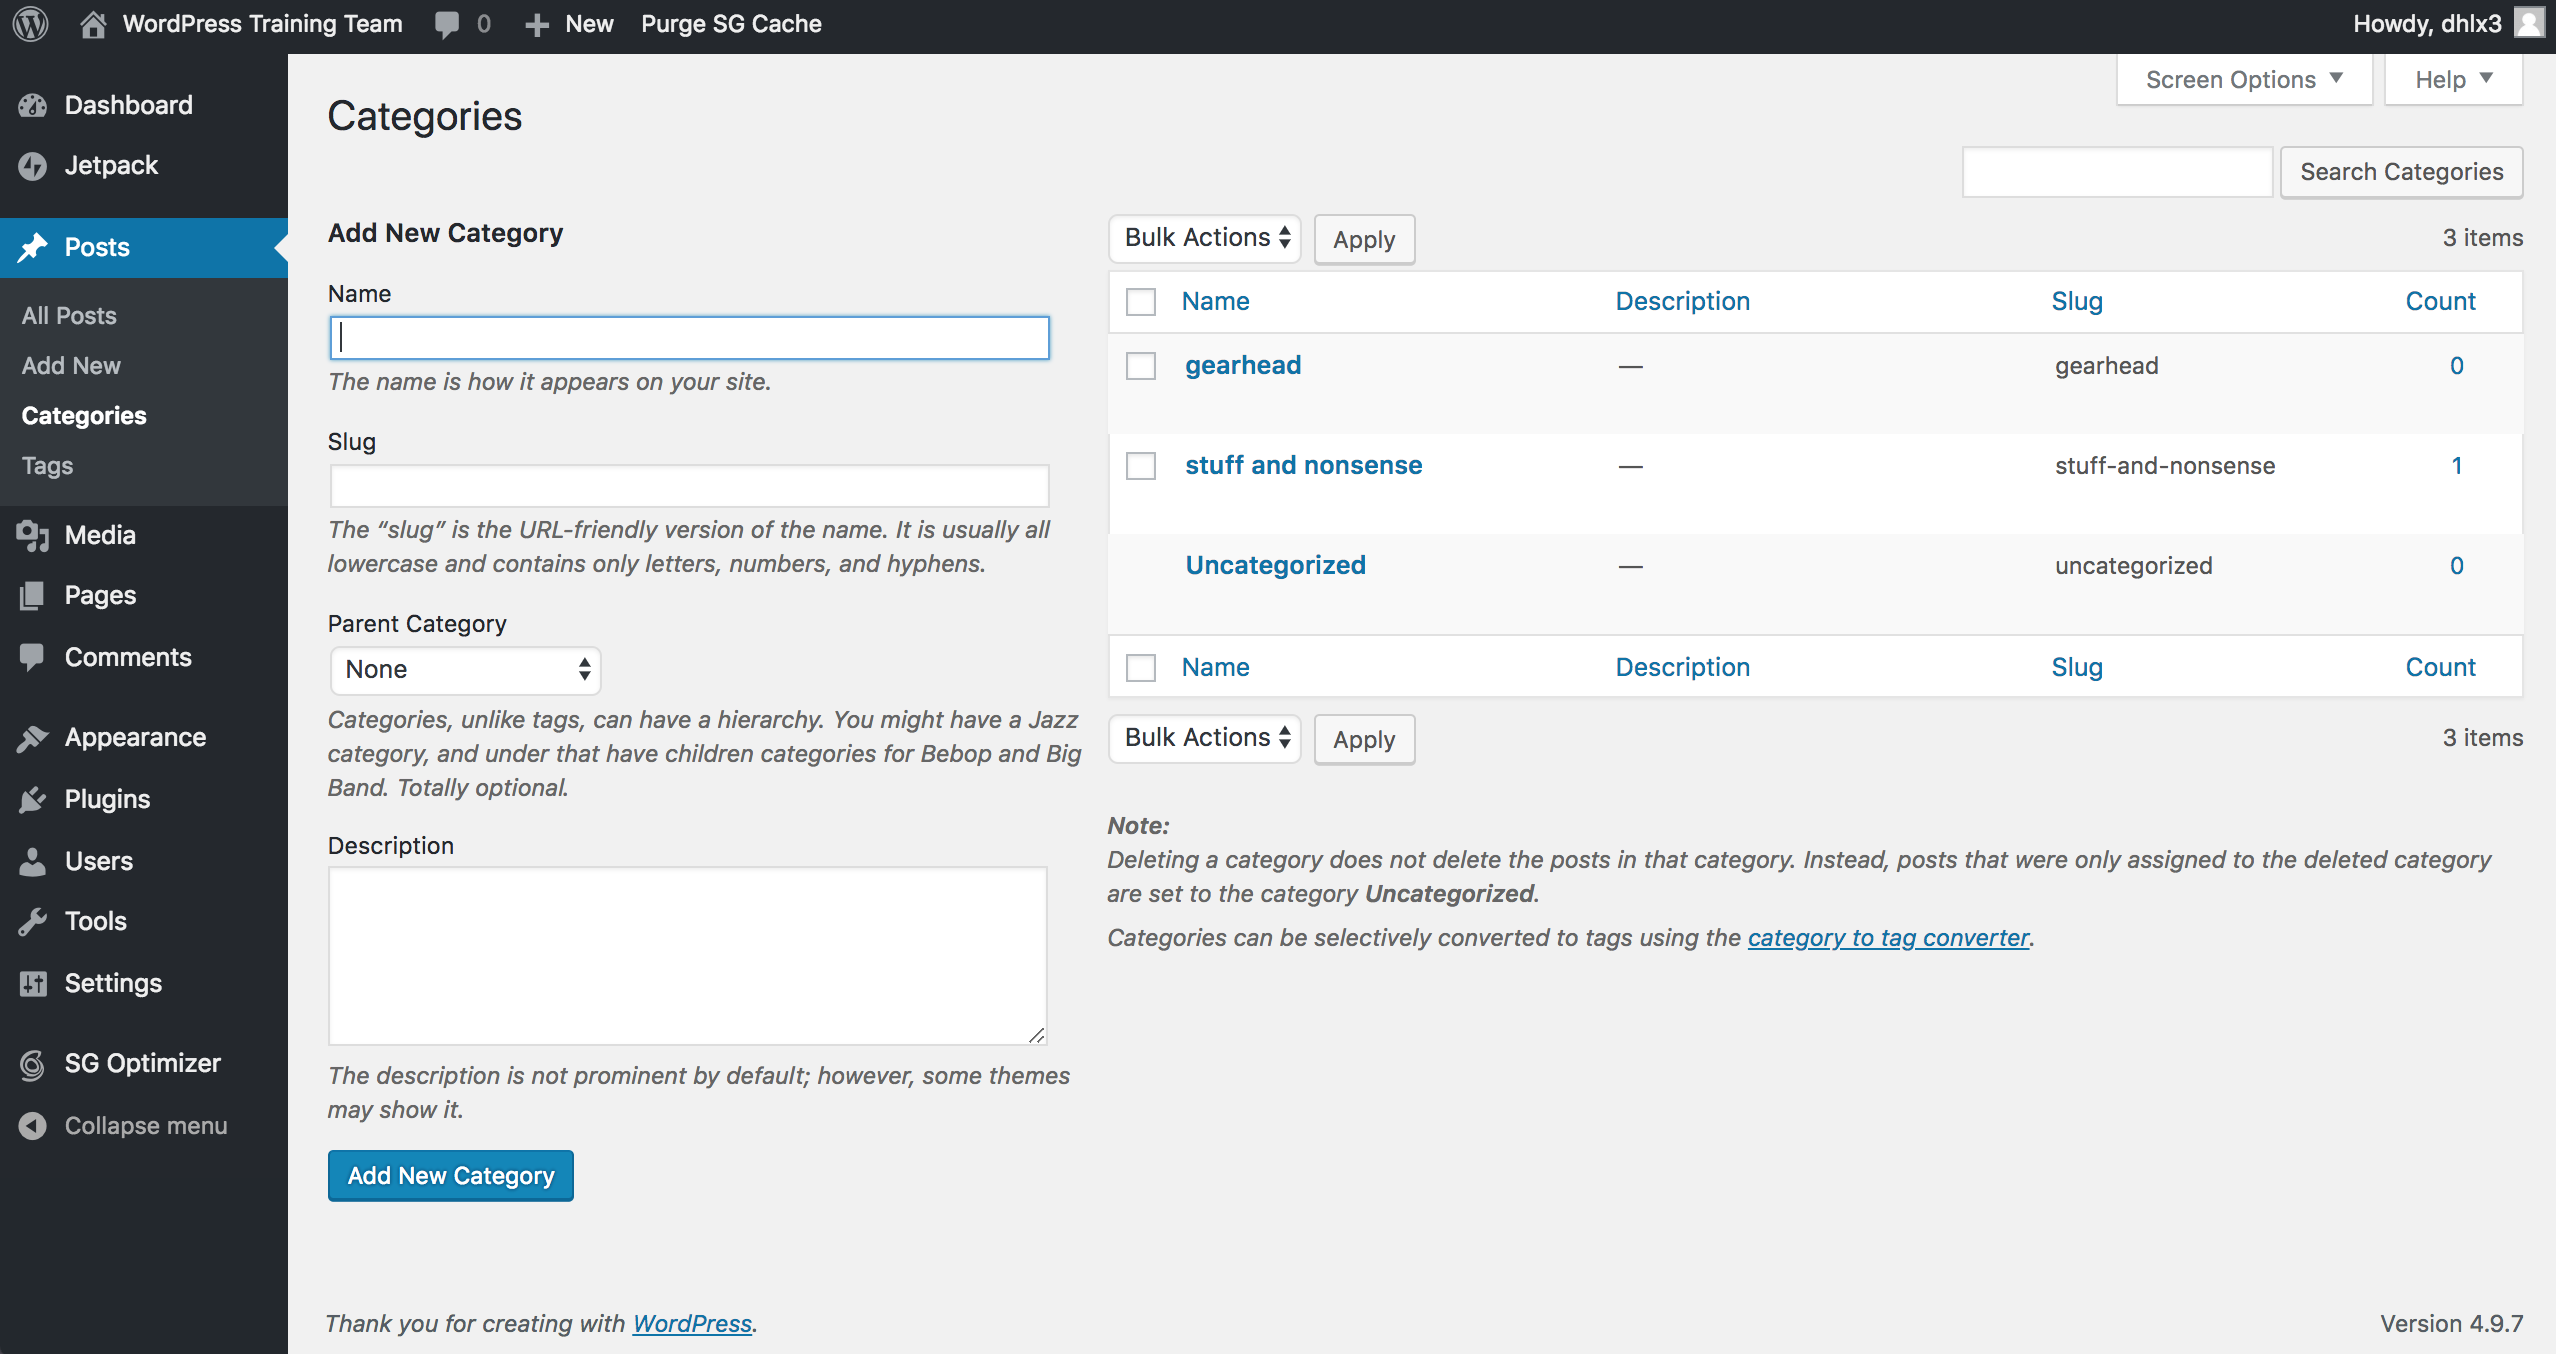 WordPress Training Team 0 New Purge SG Cache Howdy, dhlx3
Dashboard
Jetpack
Posts
All Posts
Add New
Categories
Tags
Media
Pages
Comments
Appearance
Plugins
Users
Tools
Settings
SG Optimizer
Collapse menu
Screen Options Help
Categories
Search Categories
Add New Category
Name
The name is how it appears on your site.
Slug
The “slug” is the URL-friendly version of the name. It is usually all
lowercase and contains only letters, numbers, and hyphens.
Parent Category
None
Categories, unlike tags, can have a hierarchy. You might have a Jazz
category, and under that have children categories for Bebop and Big
Band. Totally optional.
Description
The description is not prominent by default; however, some themes
may show it.
Add New Category
Bulk Actions Apply 3 items
Name Description Slug Count
gearhead — gearhead 0
stuff and nonsense — stuff-and-nonsense 1
Uncategorized — uncategorized 0
Name Description Slug Count
Bulk Actions Apply 3 items
Note:
Deleting a category does not delete the posts in that category. Instead, posts that were only assigned to the deleted category
are set to the category Uncategorized.
Categories can be selectively converted to tags using the category to tag converter.
Thank you for creating with WordPress. Version 4.9.7